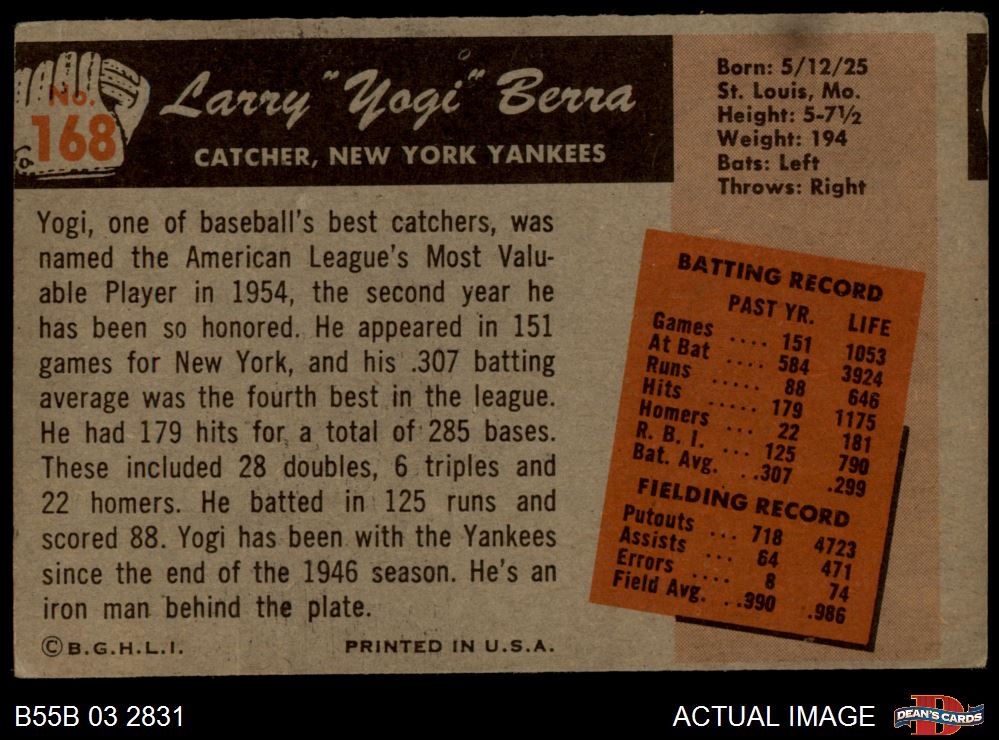 No.
168
Larry "Yogi" Berra
CATCHER, NEW YORK YANKEES
Born: 5/12/25
St. Louis, Mo.
Height: 5-7½
Weight: 194
Bats: Left
Throws: Right
Yogi, one of baseball's best catchers, was
named the American League's Most Valu-
able Player in 1954, the second year he
has been so honored. He appeared in 151
games for New York, and his .307 batting
average was the fourth best in the league.
He had 179 hits for a total of 285 bases.
These included 28 doubles, 6 triples and
22 homers. He batted in 125 runs and
scored 88. Yogi has been with the Yankees
since the end of the 1946 season. He's an
iron man behind the plate.
BATTING RECORD
PAST YR. LIFE
Games .... 151 1053
At Bat .... 584 3924
Runs ..... 88 646
Hits ..... 179 1175
Homers ... 22 181
R. B. I. ... 125 790
Bat. Avg. ..307 .299
FIELDING RECORD
Putouts ... 718 4723
Assists ... 64 471
Errors .... 8 74
Field Avg. ..990 .986
© B.G.H.L.I. PRINTED IN U.S.A.
B55B 03 2831
ACTUAL IMAGE
DEAN'S CARDS